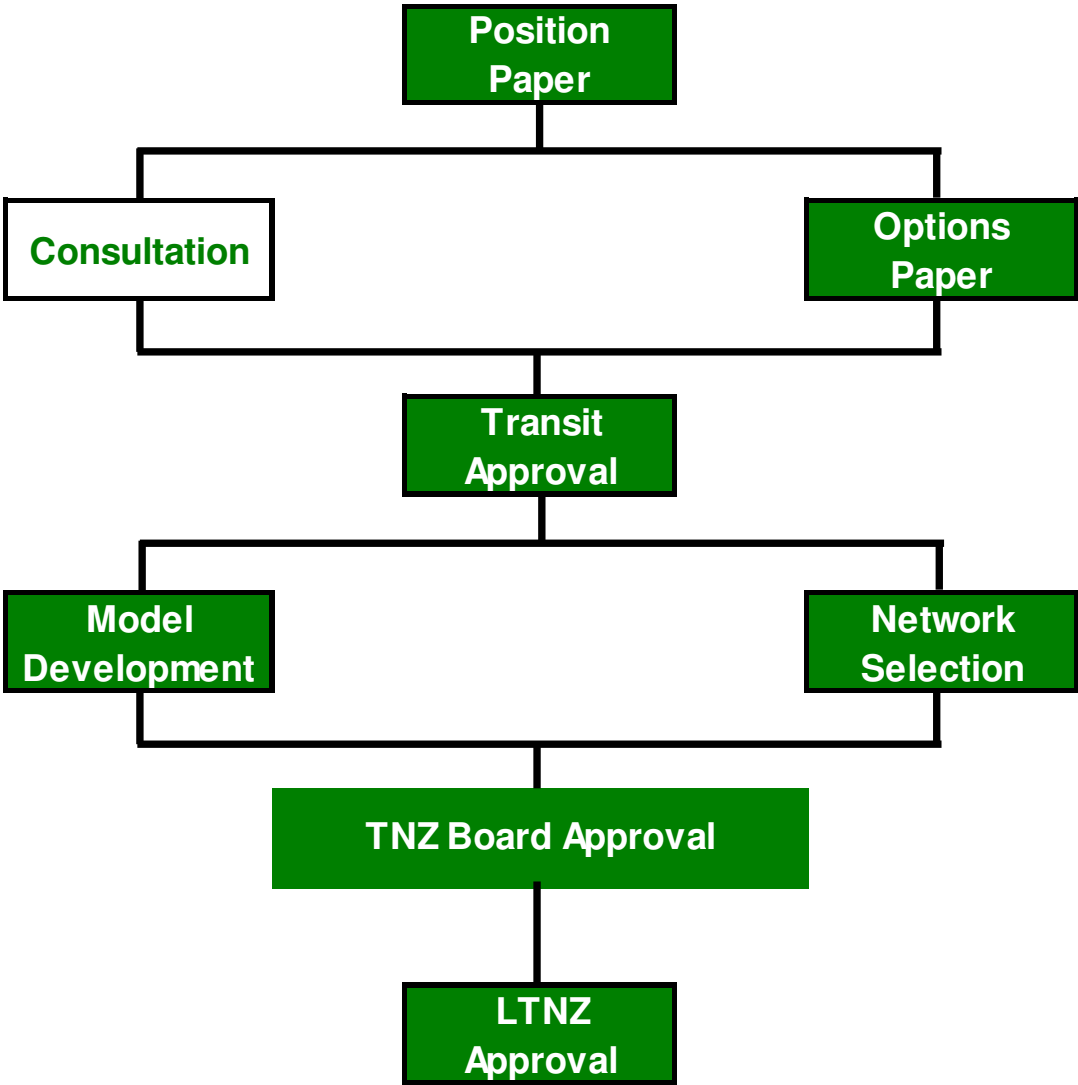 Position
Paper
Consultation
Options
Paper
Transit
Approval
Model
Development
Network
Selection
TNZ Board Approval
LTNZ
Approval